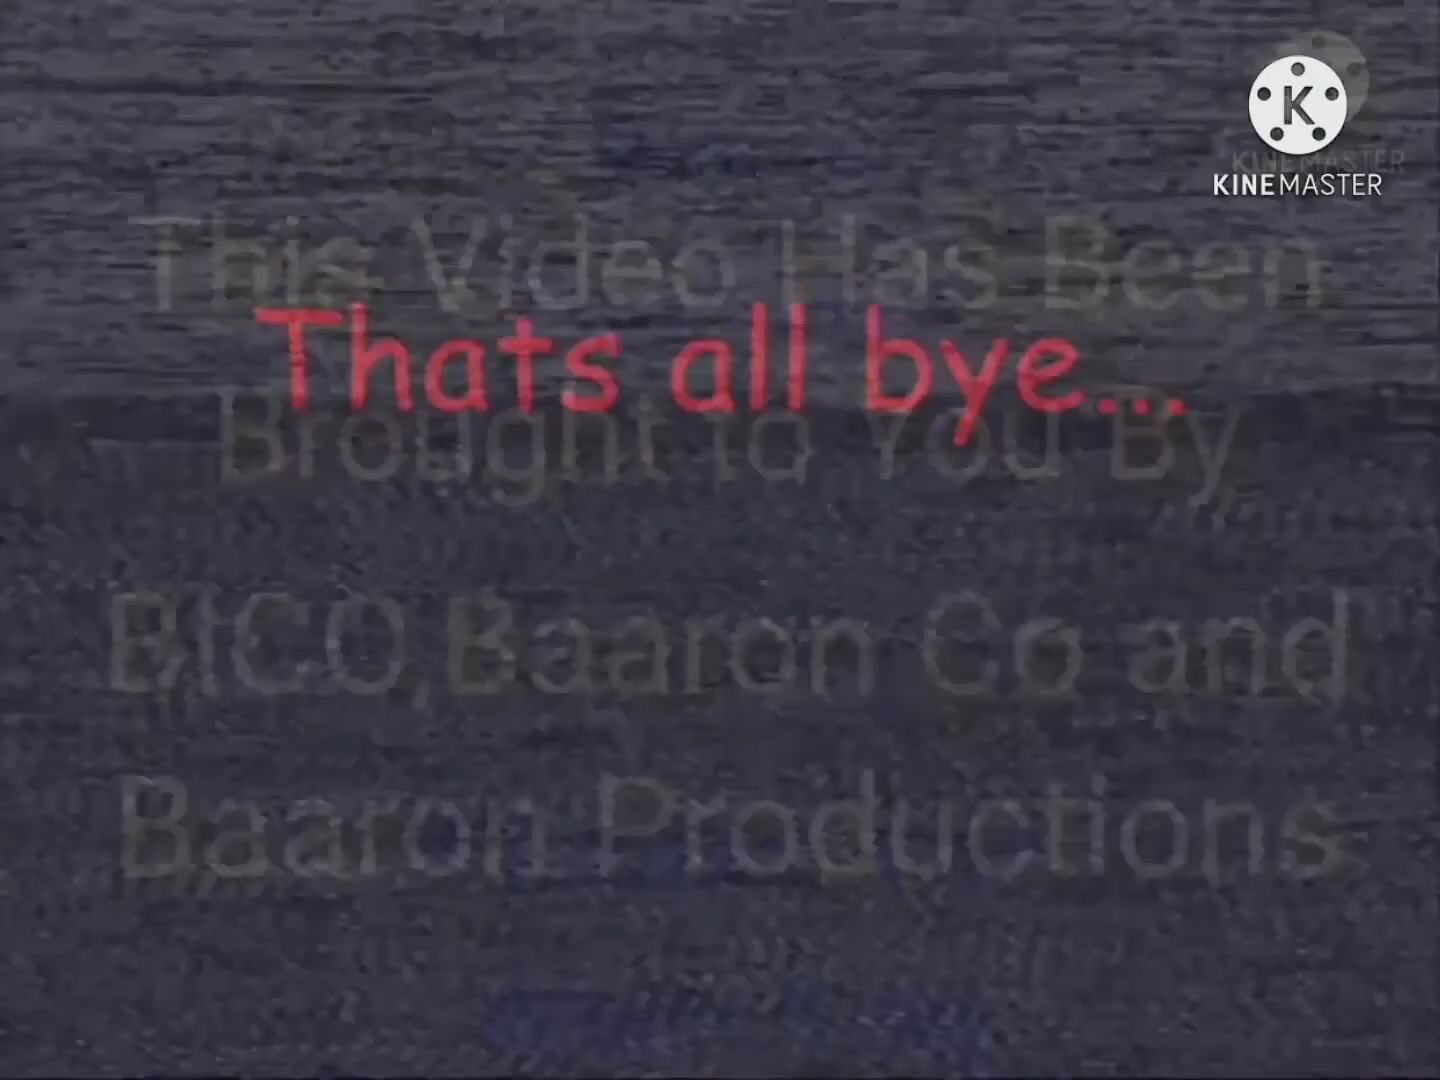 KINEMASTER
KINEMASTER
This Video Has Been
Thats all bye...
Brought to You By
BICO,Baaron Co and
Baaron Productions